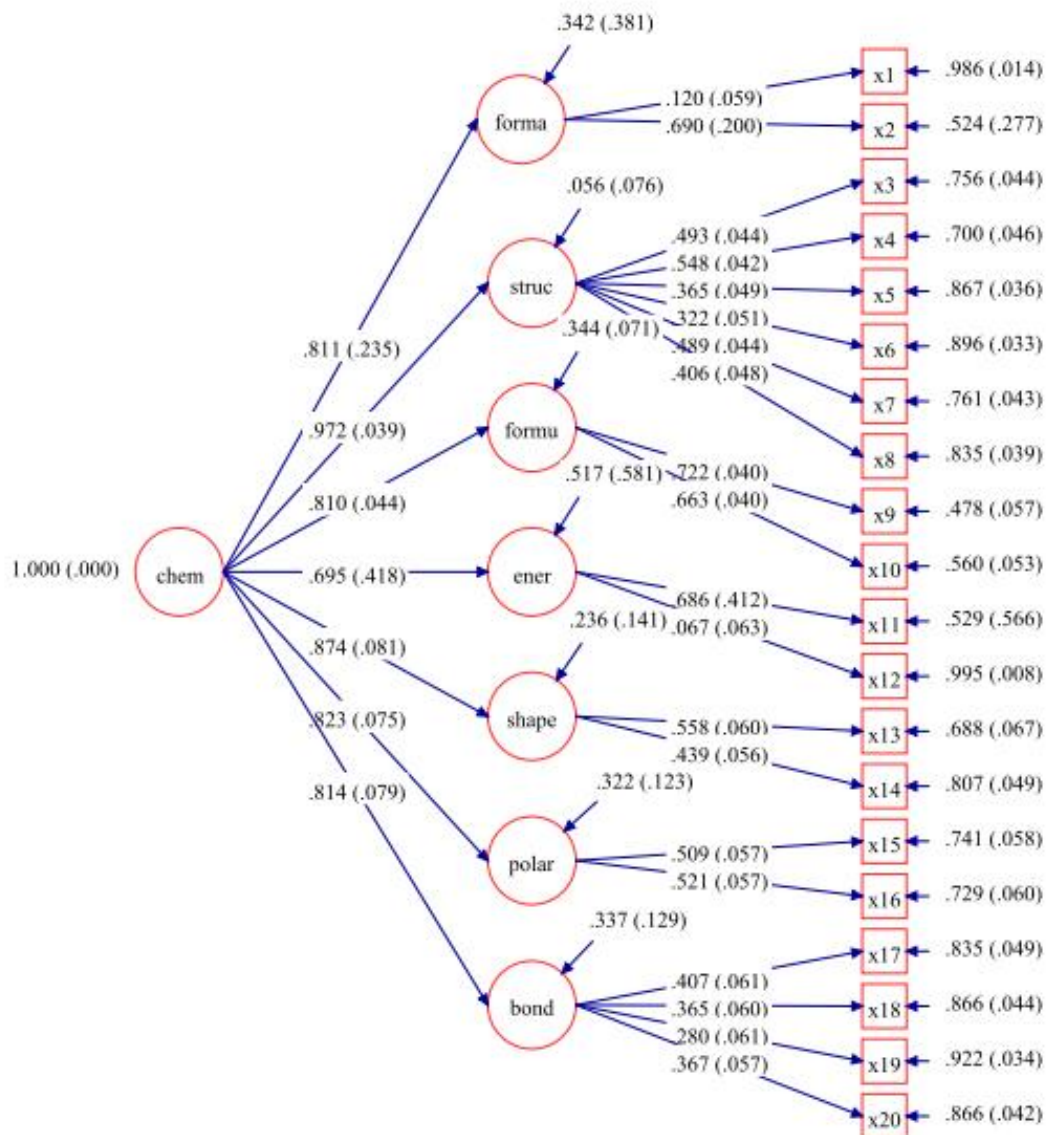 .342 (.381)
x1
.986 (.014)
.120 (.059)
forma
.690 (.200)
x2
.524 (.277)
.056 (.076)
x3
.756 (.044)
.493 (.044)
x4
.700 (.046)
.548 (.042)
struc
.365 (.049)
x5
.867 (.036)
.322 (.051)
.344 (.071)
.489 (.044)
x6
.896 (.033)
.811 (.235)
.406 (.048)
x7
.761 (.043)
.972 (.039)
formu
x8
.835 (.039)
.517 (.581)
.722 (.040)
.810 (.044)
.663 (.040)
x9
.478 (.057)
1.000 (.000)
chem
.695 (.418)
ener
x10
.560 (.053)
.686 (.412)
x11
.529 (.566)
.236 (.141)
.067 (.063)
.874 (.081)
x12
.995 (.008)
.823 (.075)
shape
.558 (.060)
x13
.688 (.067)
.439 (.056)
.814 (.079)
.322 (.123)
x14
.807 (.049)
polar
.509 (.057)
x15
.741 (.058)
.521 (.057)
x16
.729 (.060)
.337 (.129)
x17
.835 (.049)
.407 (.061)
bond
.365 (.060)
x18
.866 (.044)
.280 (.061)
.367 (.057)
x19
.922 (.034)
x20
.866 (.042)